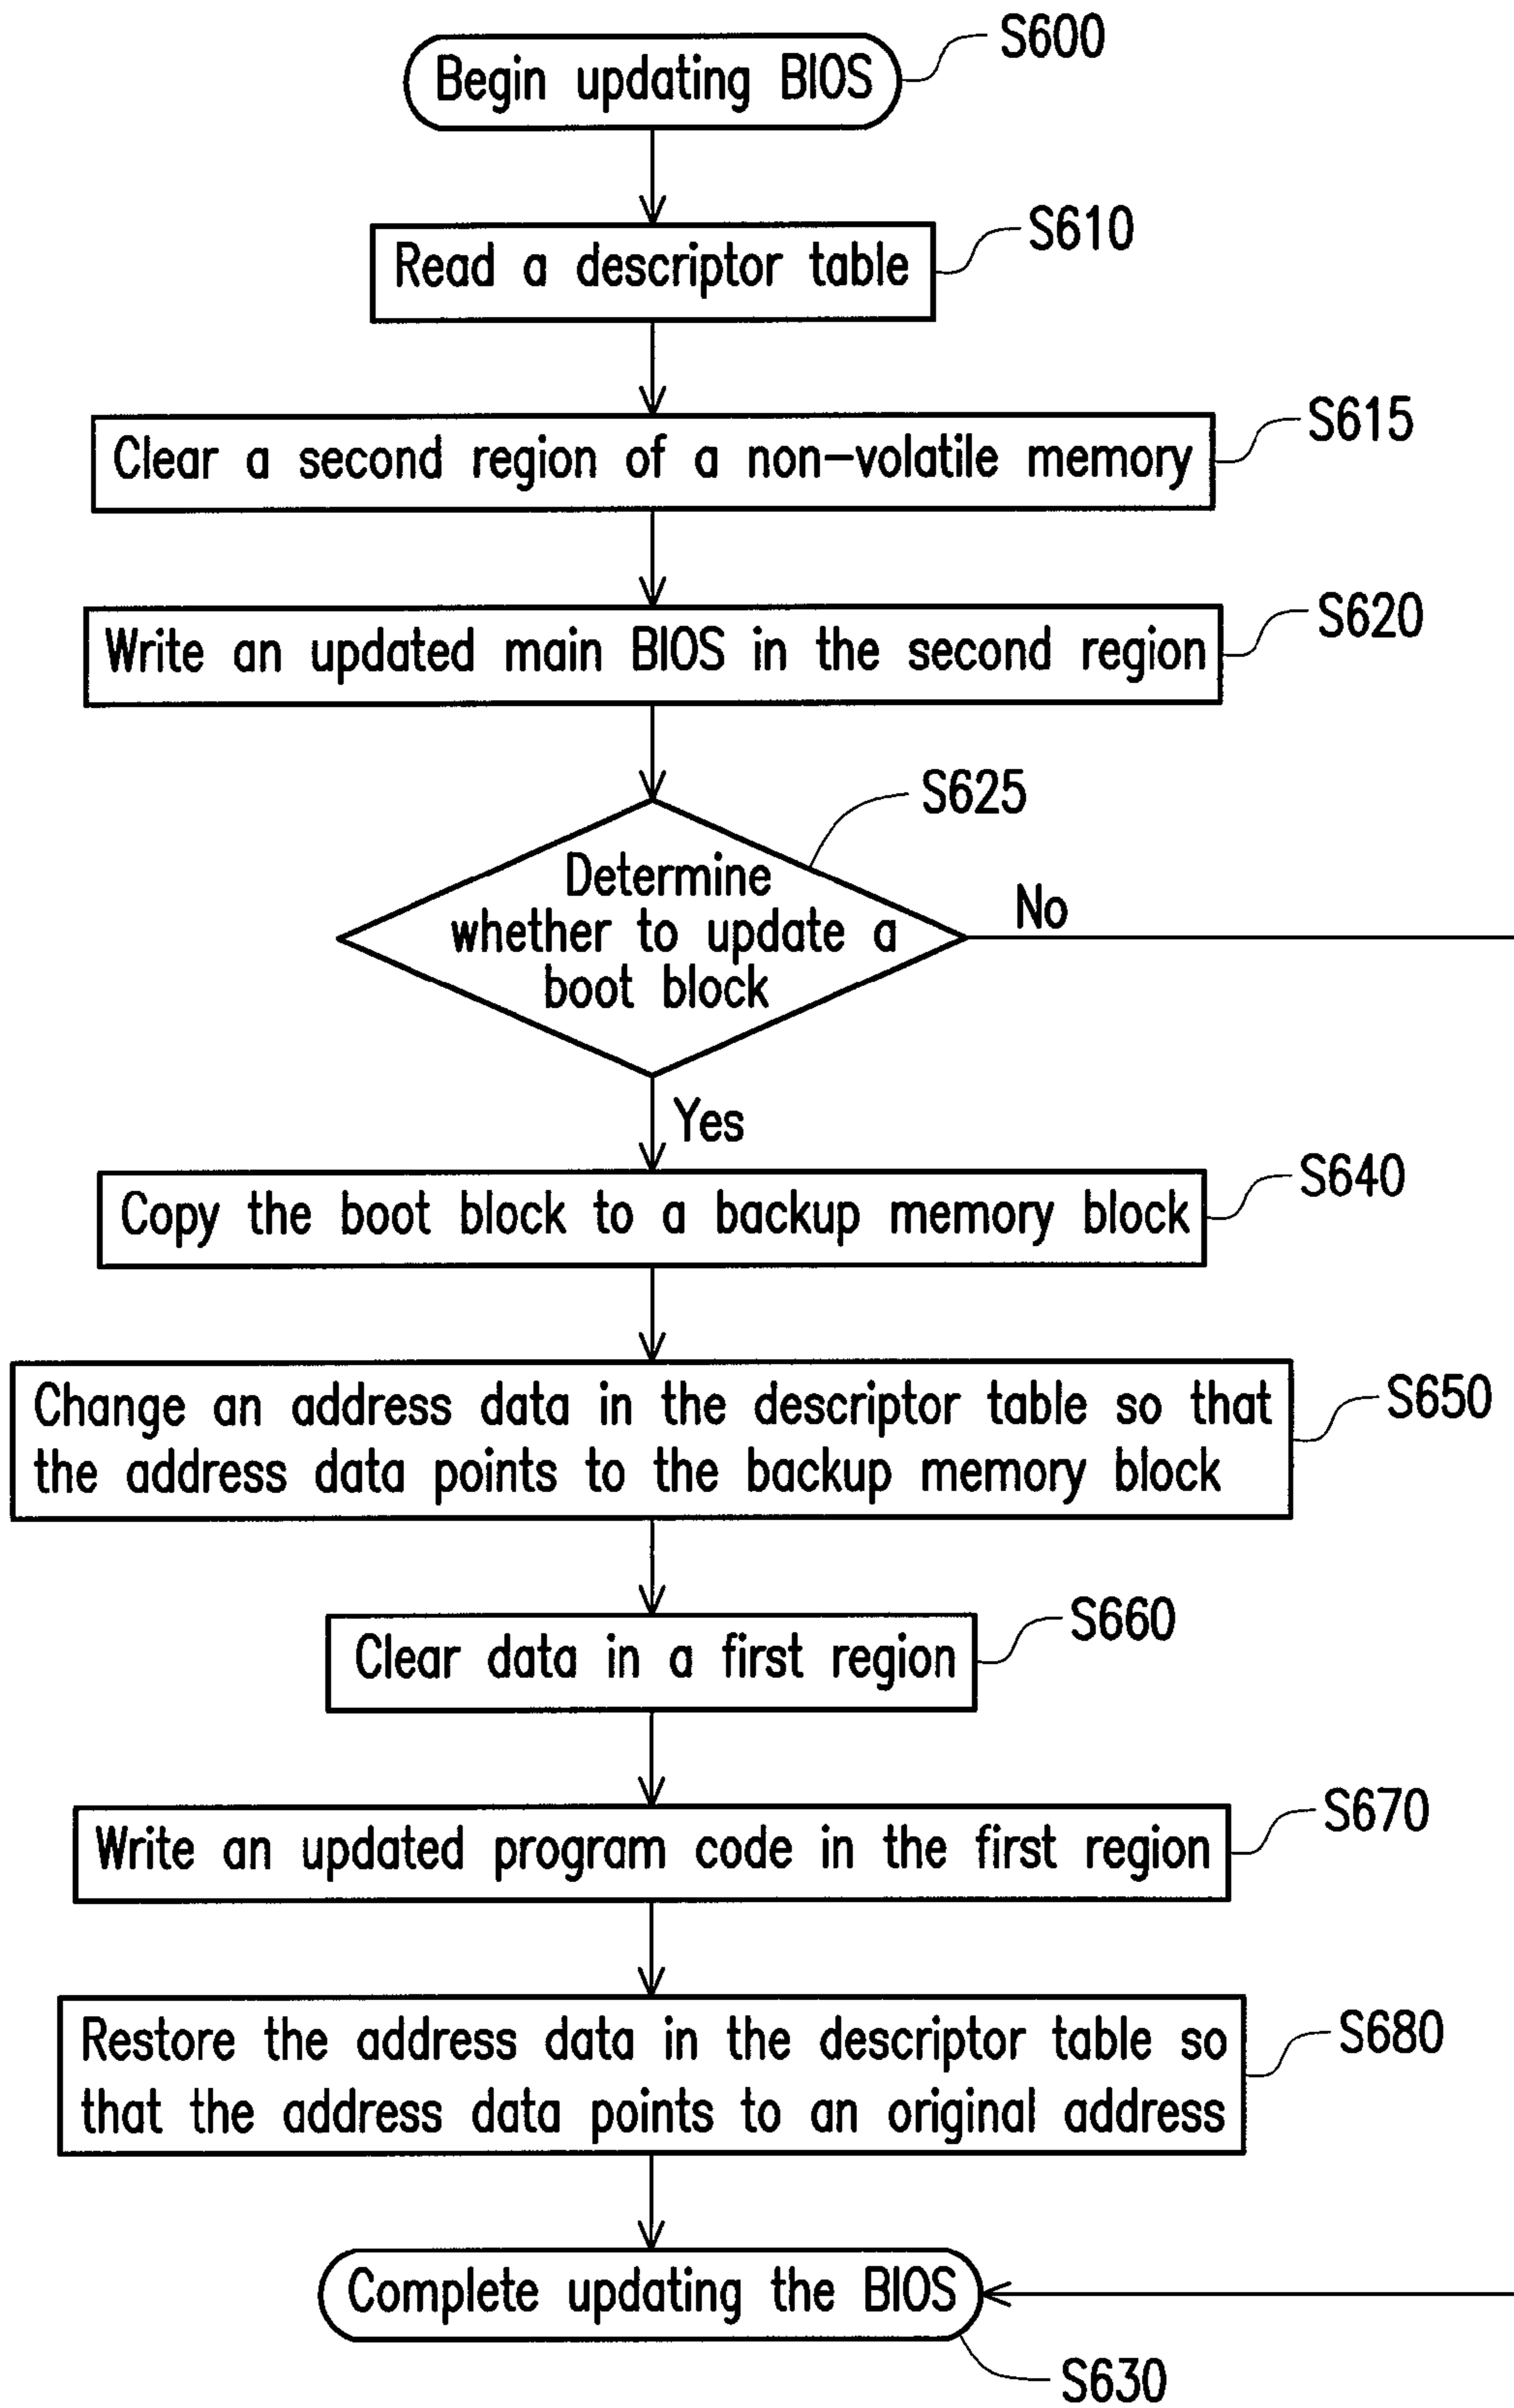 Begin updating BIOS
S600
Read a descriptor table
S610
Clear a second region of a non-volatile memory
S615
Write an updated main BIOS in the second region
S620
S625
Determine
whether to update a
boot block
No
Yes
Copy the boot block to a backup memory block
S640
Change an address data in the descriptor table so that
the address data points to the backup memory block
S650
Clear data in a first region
S660
Write an updated program code in the first region
S670
Restore the address data in the descriptor table so
that the address data points to an original address
S680
Complete updating the BIOS
S630